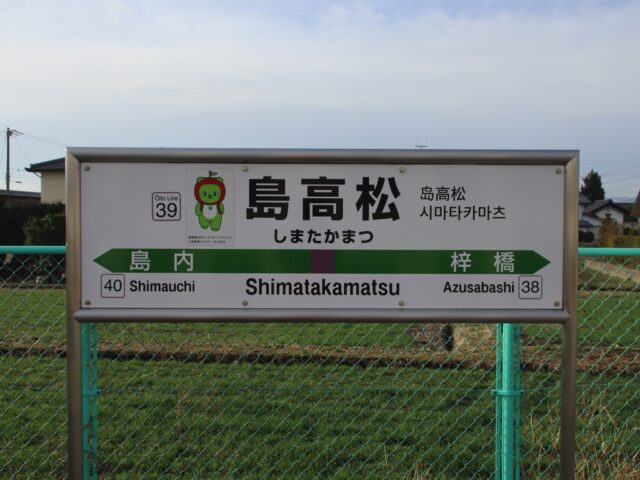 Oito Line
39
島高松
しまたかまつ
岛高松
시마타카마츠
島内
梓橋
40 Shimauchi
Shimatakamatsu
Azusabashi 38